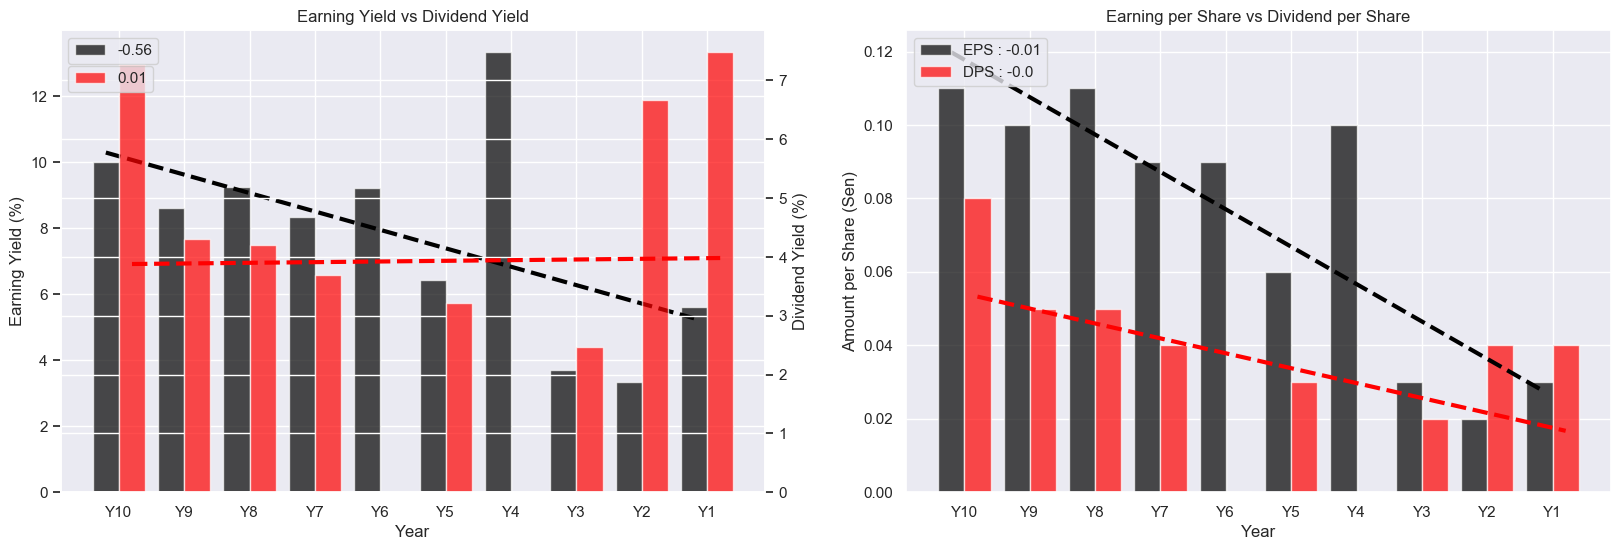 Earning Yield vs Dividend Yield
-0.56
0.01
12
10
8
6
4
2
0
Earning Yield (%)
7
6
5
4
3
2
1
0
Dividend Yield (%)
Y10 Y9 Y8 Y7 Y6 Y5 Y4 Y3 Y2 Y1
Year
Earning per Share vs Dividend per Share
EPS : -0.01
DPS : -0.0
0.12
0.10
0.08
0.06
0.04
0.02
0.00
Amount per Share (Sen)
Y10 Y9 Y8 Y7 Y6 Y5 Y4 Y3 Y2 Y1
Year